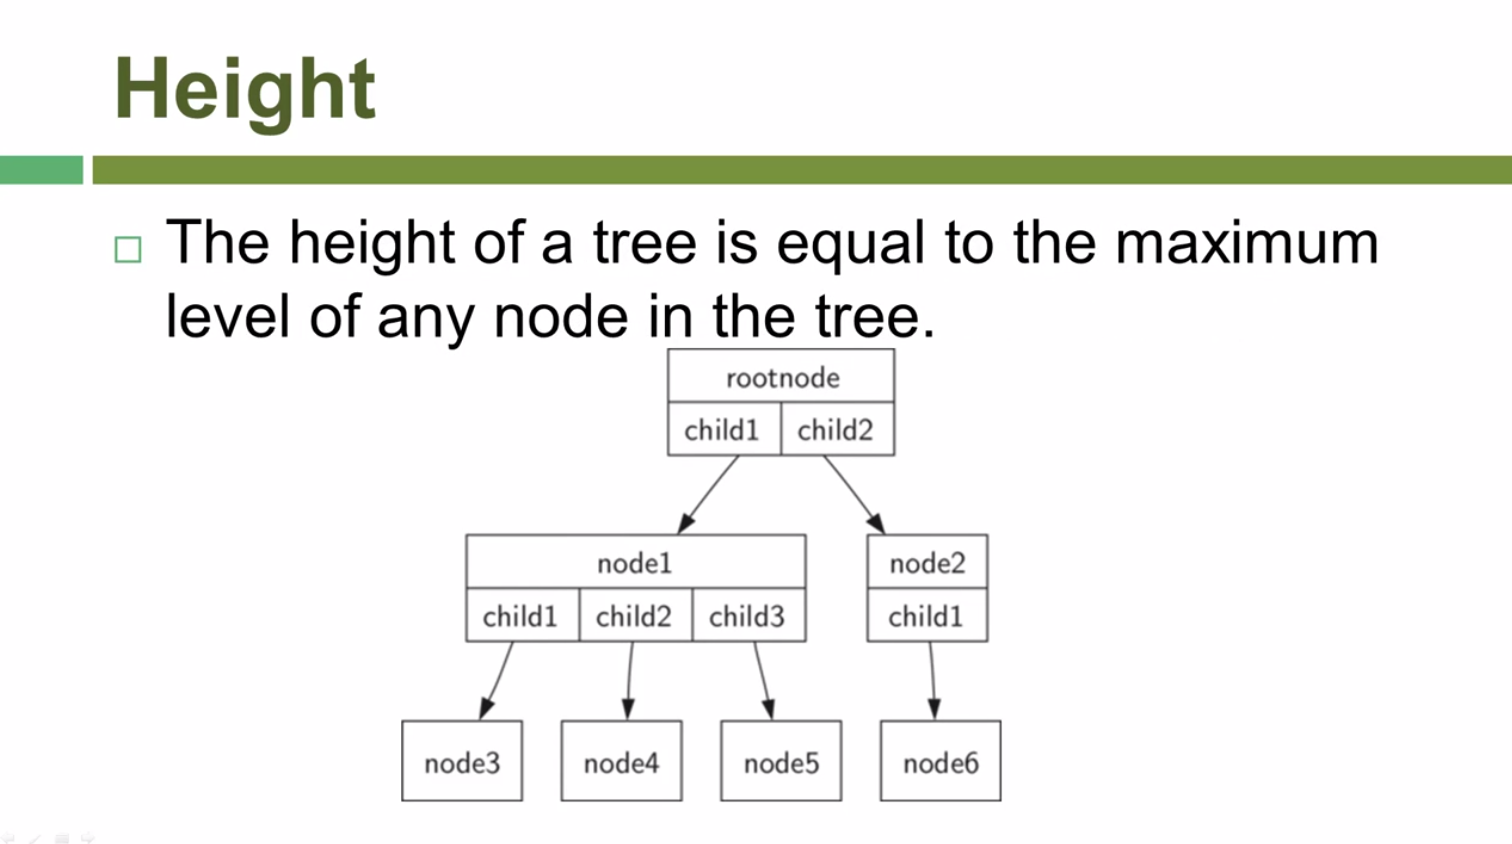 Height
The height of a tree is equal to the maximum
level of any node in the tree.
rootnode
child1 child2
node1 node2
child1 child2 child3 child1
node3 node4 node5 node6